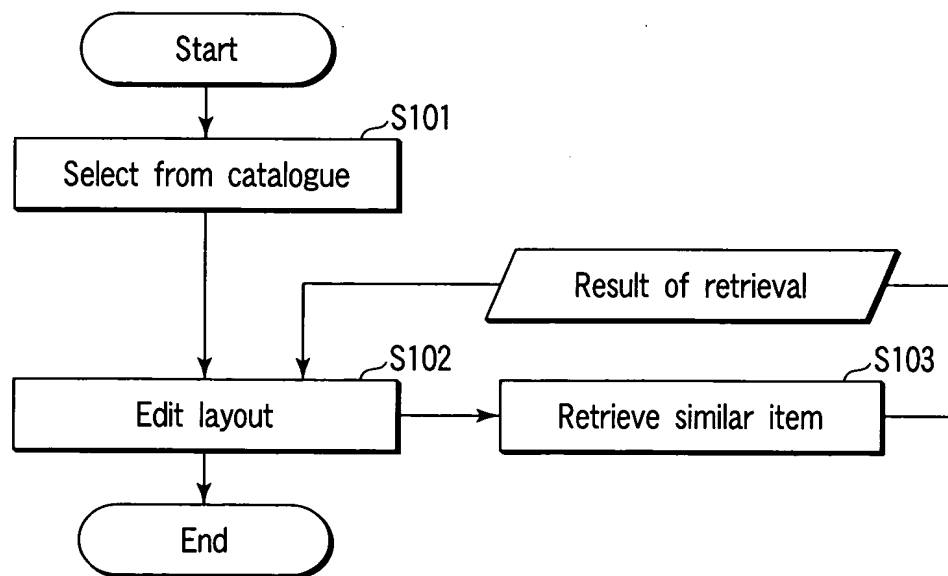 Start
S101
Select from catalogue
Result of retrieval
S102
Edit layout
S103
Retrieve similar item
End